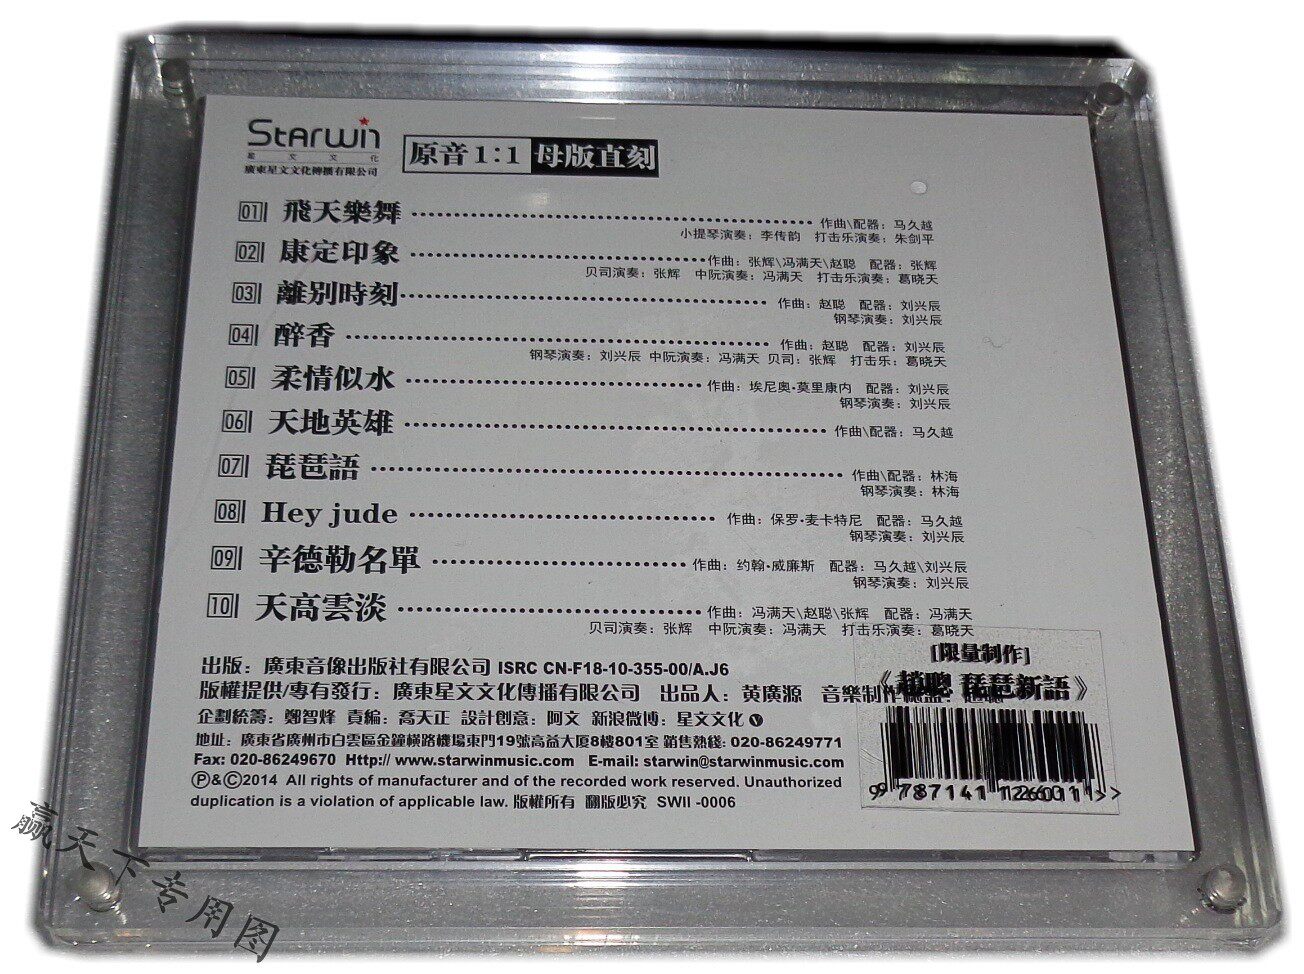 Starwin
星文文化
廣東星文文化傳播有限公司
原音1:1 母版直刻
01 飛天樂舞 作曲\配器：马久越
小提琴演奏：李传韵 打击乐演奏：朱剑平
02 康定印象 作曲：张辉\冯满天\赵聪 配器：张辉
贝司演奏：张辉 中阮演奏：冯满天 打击乐演奏：葛晓天
03 離別時刻 作曲：赵聪 配器：刘兴辰
钢琴演奏：刘兴辰
04 醉香 作曲：赵聪 配器：刘兴辰
钢琴演奏：刘兴辰 中阮演奏：冯满天 贝司：张辉 打击乐：葛晓天
05 柔情似水 作曲：埃尼奥·莫里康内 配器：刘兴辰
钢琴演奏：刘兴辰
06 天地英雄 作曲\配器：马久越
07 琵琶語 作曲\配器：林海
钢琴演奏：林海
08 Hey jude 作曲：保罗·麦卡特尼 配器：马久越
钢琴演奏：刘兴辰
09 辛德勒名單 作曲：约翰·威廉斯 配器：马久越\刘兴辰
钢琴演奏：刘兴辰
10 天高雲淡 作曲：冯满天\赵聪\张辉 配器：冯满天
贝司演奏：张辉 中阮演奏：冯满天 打击乐演奏：葛晓天
出版：廣東音像出版社有限公司 ISRC CN-F18-10-355-00/A.J6
版權提供/專有發行：廣東星文文化傳播有限公司 出品人：黄廣源 音樂制作
企劃統籌：鄭智烽 責編：喬天正 設計創意：阿文 新浪微博：星文文化
地址：廣東省廣州市白雲區金鐘橫路機場東門19號高益大厦8樓801室 銷售熱綫：020-86249771
Fax: 020-86249670 Http// www.starwinmusic.com E-mail: starwin@starwinmusic.com
Ⓟ&©2014 All rights of manufacturer and of the recorded work reserved. Unauthorized
duplication is a violation of applicable law. 版權所有 翻版必究 SWII -0006
[限量制作]
《趙聰 琵琶新語》
赢天下专用图